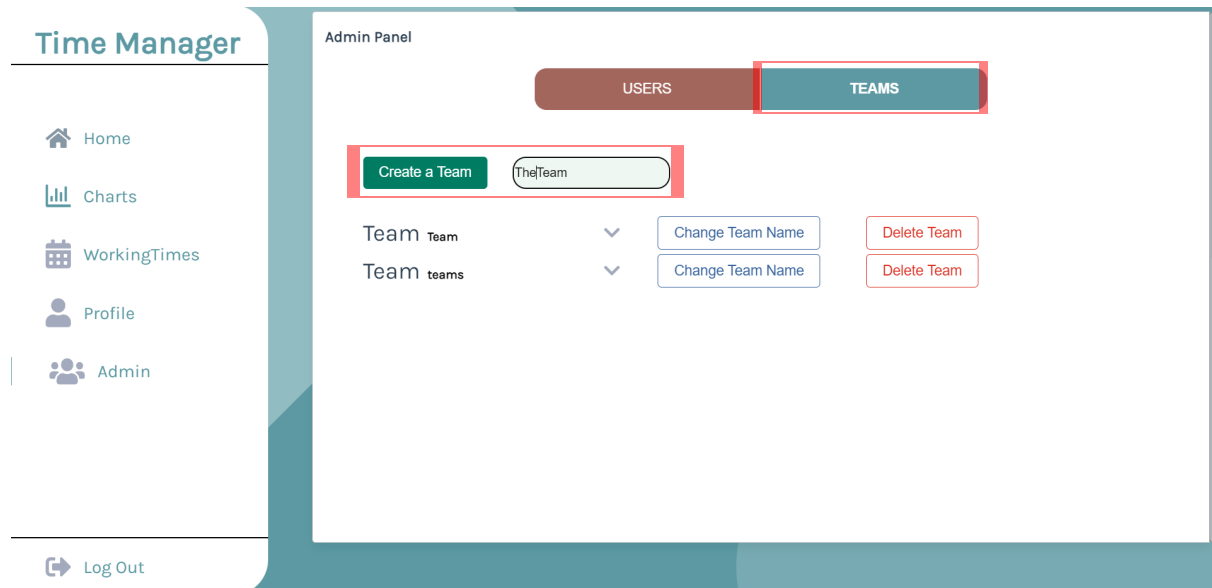 Time Manager
Home
Charts
WorkingTimes
Profile
Admin
Log Out
Admin Panel
USERS TEAMS
Create a Team TheTeam
Team Team Change Team Name Delete Team
Team teams Change Team Name Delete Team